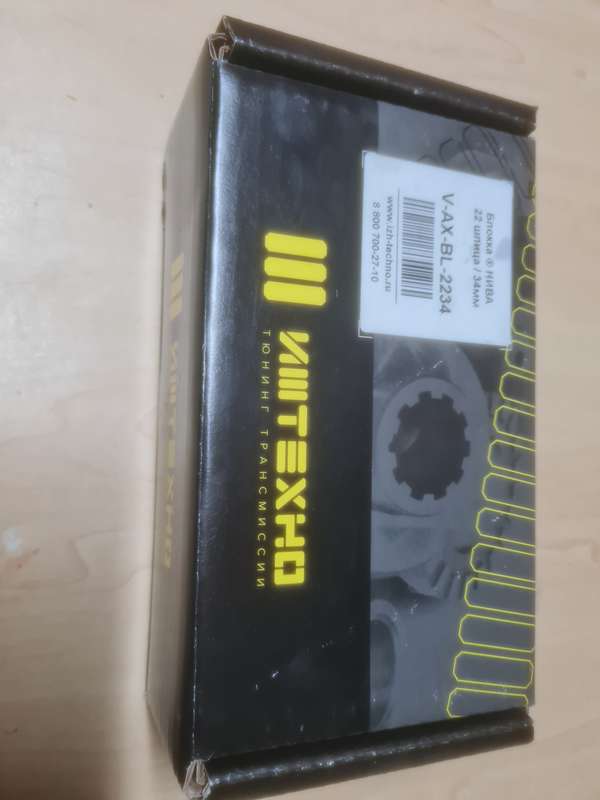 Блокка ® НИВА
22 шлица / 34мм
V-AX-BL-2234
www.izh-techno.ru
8 800 700-27-10
ИЖТЕХНО
ТЮНИНГ ТРАНСМИССИИ
ИЖТЕХНО